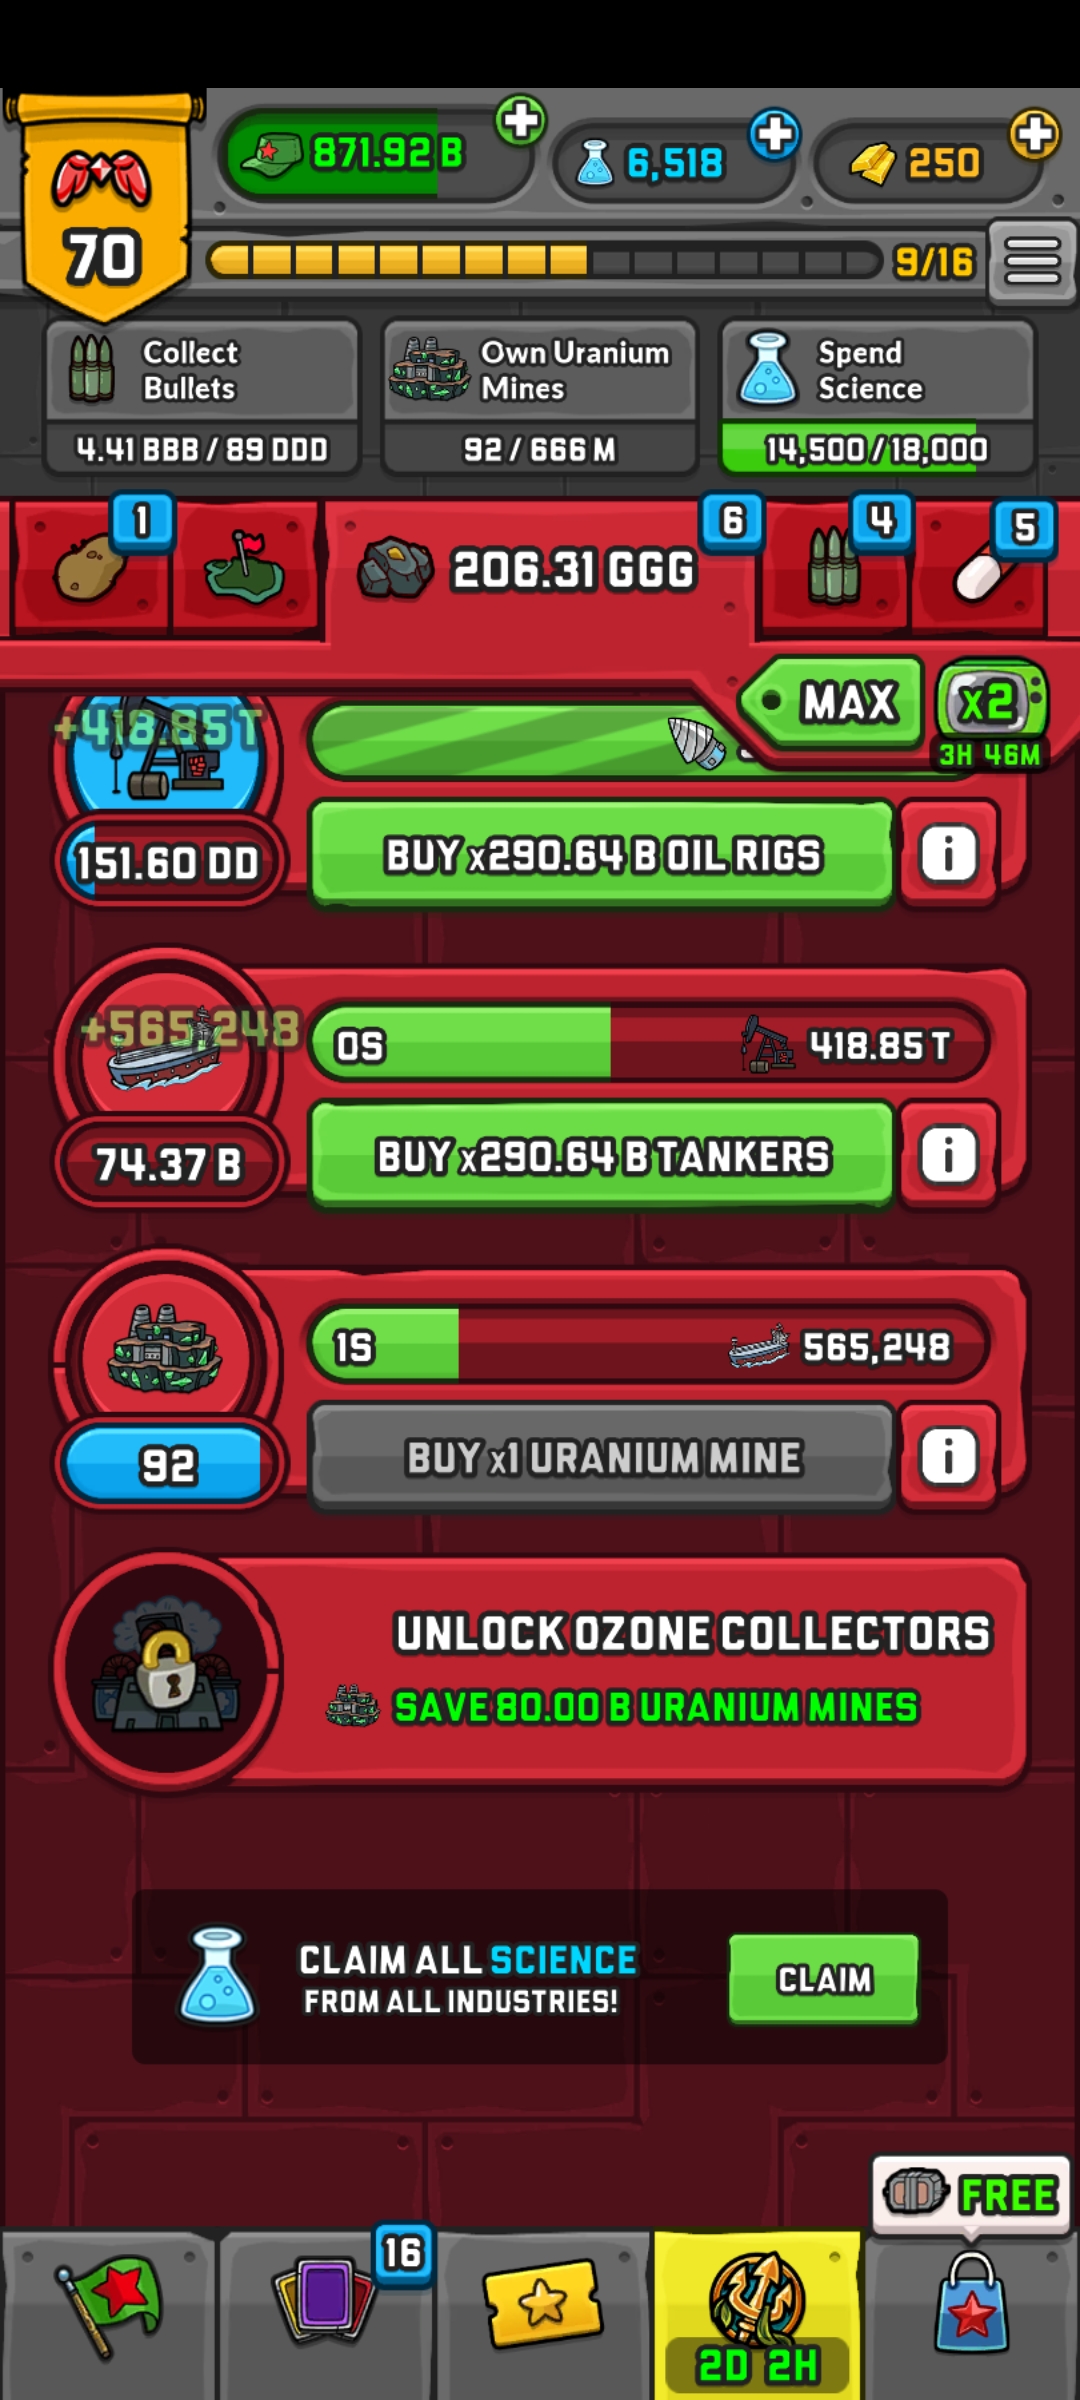 871.92 B
6,518
250
70
9/16
Collect
Bullets
4.41 BBB / 89 DDD
Own Uranium
Mines
92 / 666 M
Spend
Science
14,500/18,000
1
206.31 GGG
6
4
5
MAX
x2
3H 46M
+418.85T
151.60 DD
BUY x290.64 B OIL RIGS
i
+565,248
0S
418.85 T
74.37 B
BUY x290.64 B TANKERS
i
1S
565,248
92
BUY x1 URANIUM MINE
i
UNLOCK OZONE COLLECTORS
SAVE 80.00 B URANIUM MINES
CLAIM ALL SCIENCE
FROM ALL INDUSTRIES!
CLAIM
FREE
16
2D 2H